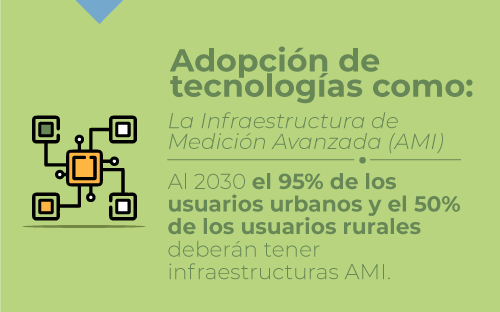 Adopción de
tecnologías como:
La Infraestructura de
Medición Avanzada (AMI)
Al 2030 el 95% de los
usuarios urbanos y el 50%
de los usuarios rurales
deberán tener
infraestructuras AMI.